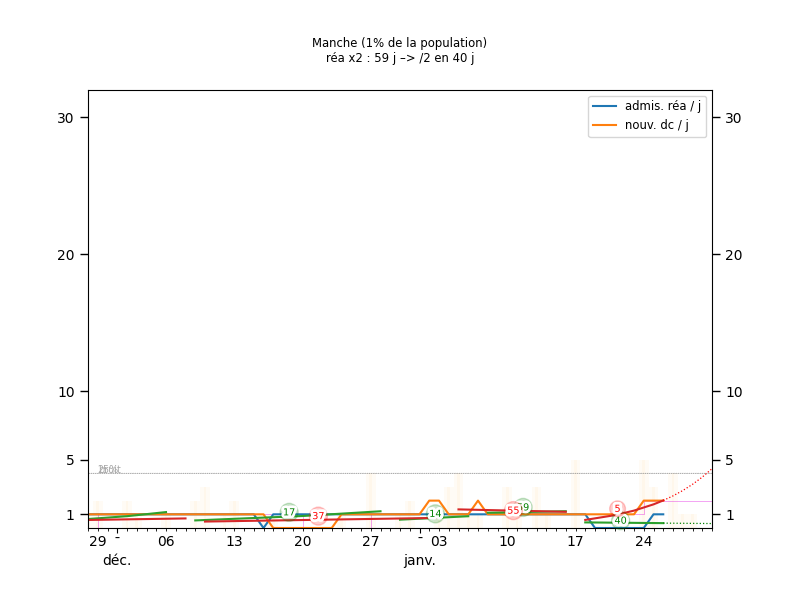 Manche (1% de la population)
réa x2 : 59 j –> /2 en 40 j
admis. réa / j
nouv. dc / j
30 30
20 20
10 10
5 5
1 1
17 37 14 55 5 40
29 - 06 13 20 27 - 03 10 17 24
déc. janv.